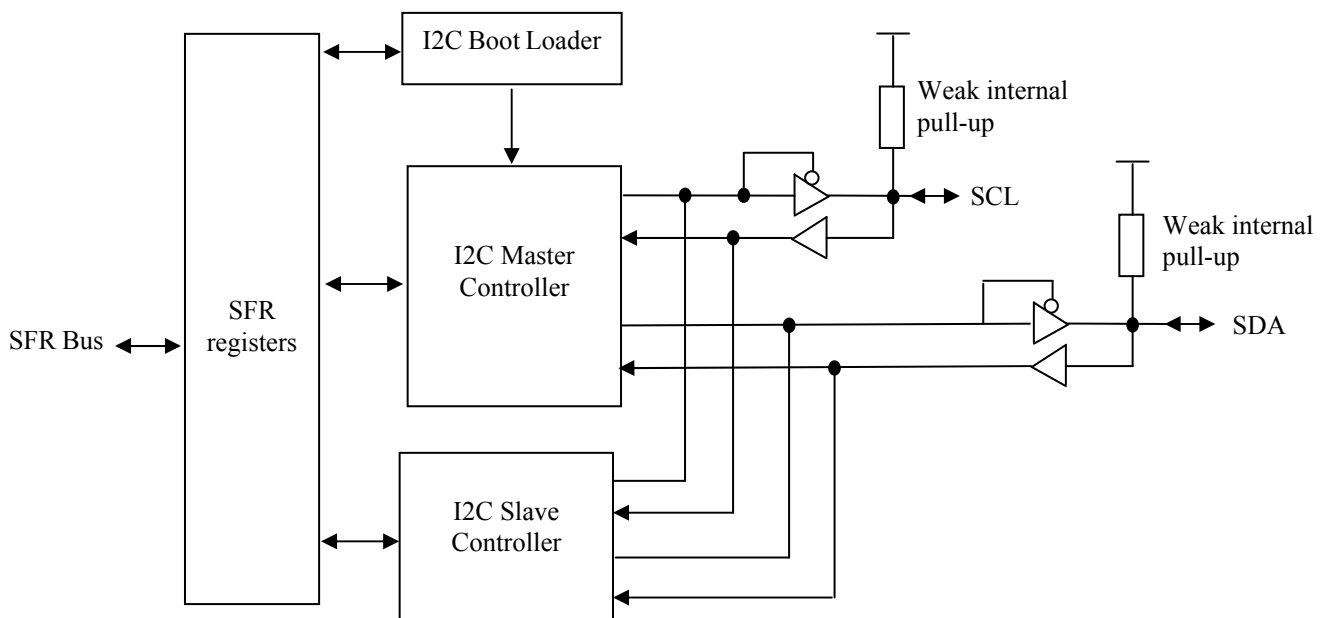 I2C Boot Loader
Weak internal
pull-up
SCL
Weak internal
pull-up
I2C Master
Controller
SFR
registers
SFR Bus
SDA
I2C Slave
Controller